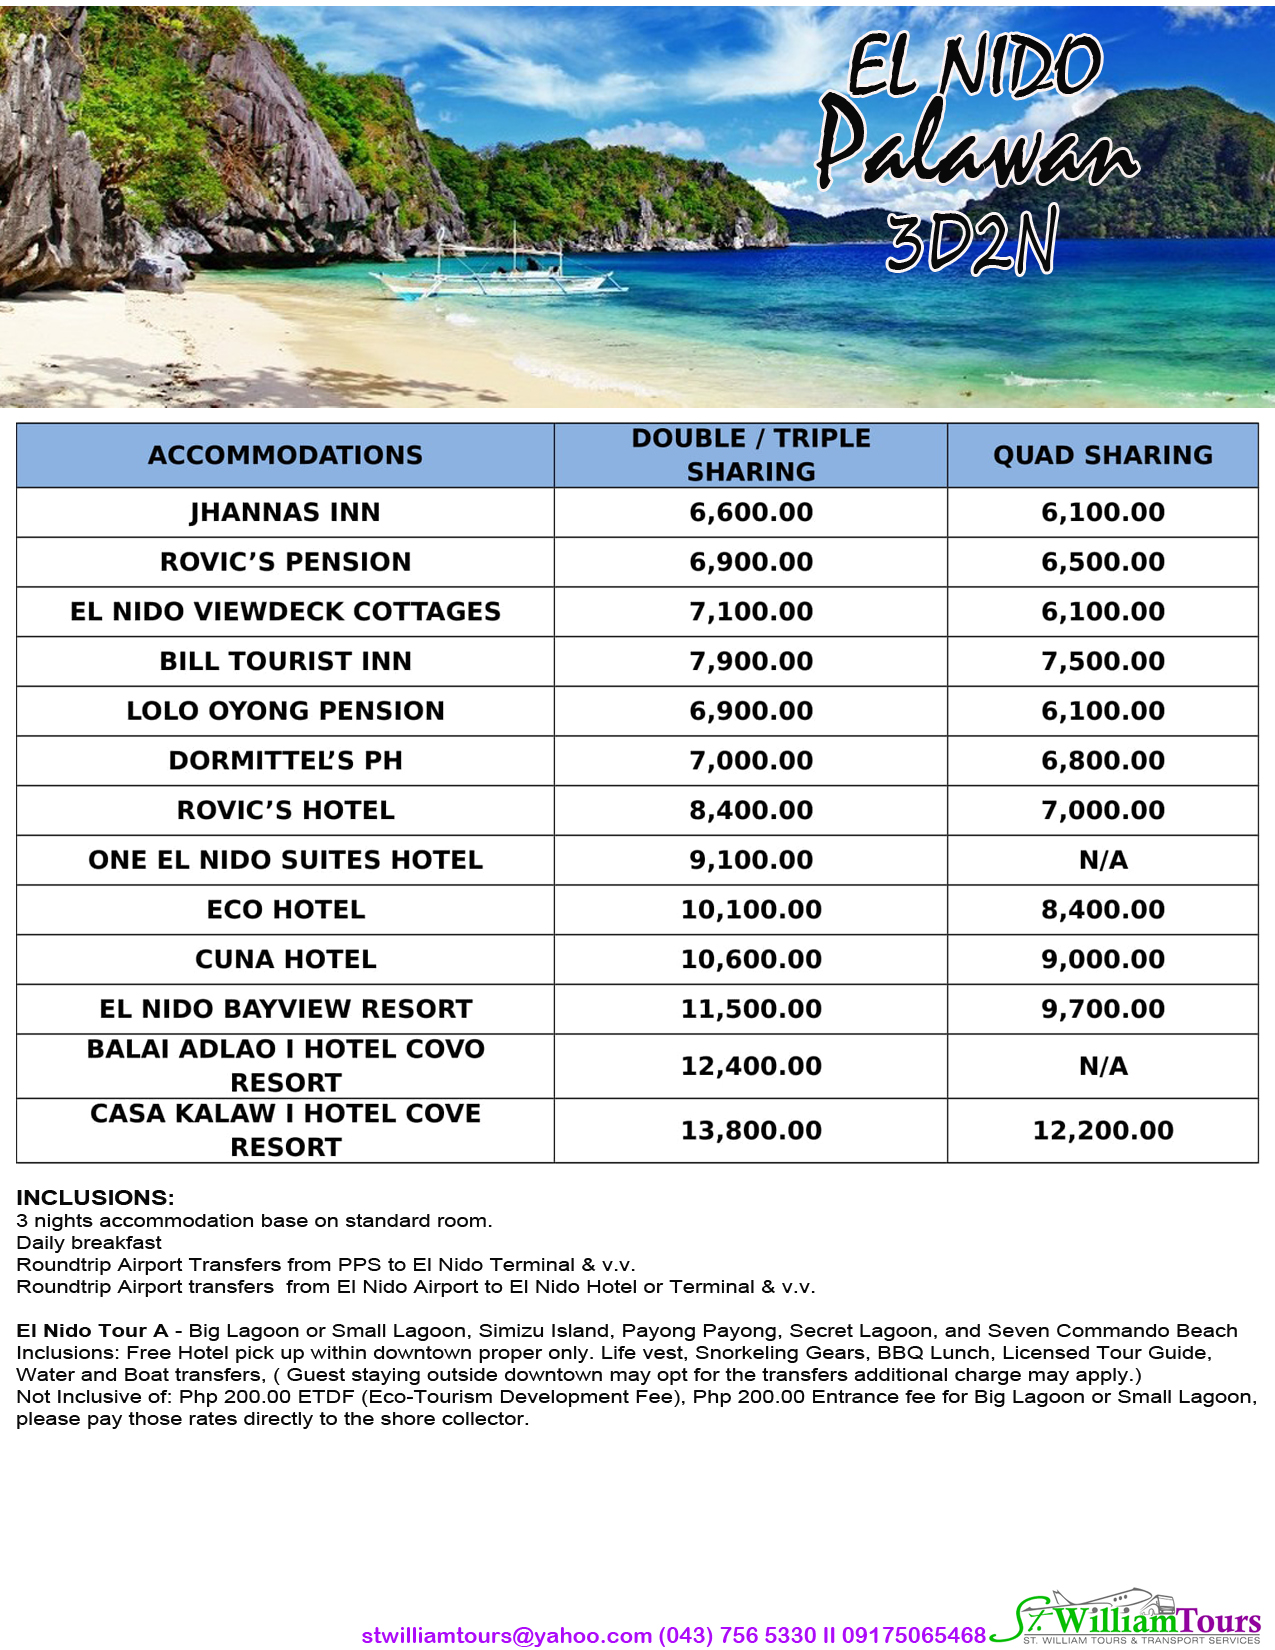 EL NIDO
Palawan
3D2N
ACCOMMODATIONS DOUBLE / TRIPLE SHARING QUAD SHARING
JHANNAS INN 6,600.00 6,100.00
ROVIC’S PENSION 6,900.00 6,500.00
EL NIDO VIEWDECK COTTAGES 7,100.00 6,100.00
BILL TOURIST INN 7,900.00 7,500.00
LOLO OYONG PENSION 6,900.00 6,100.00
DORMITTEL’S PH 7,000.00 6,800.00
ROVIC’S HOTEL 8,400.00 7,000.00
ONE EL NIDO SUITES HOTEL 9,100.00 N/A
ECO HOTEL 10,100.00 8,400.00
CUNA HOTEL 10,600.00 9,000.00
EL NIDO BAYVIEW RESORT 11,500.00 9,700.00
BALAI ADLAO I HOTEL COVO RESORT 12,400.00 N/A
CASA KALAW I HOTEL COVE RESORT 13,800.00 12,200.00
INCLUSIONS:
3 nights accommodation base on standard room.
Daily breakfast
Roundtrip Airport Transfers from PPS to El Nido Terminal & v.v.
Roundtrip Airport transfers  from El Nido Airport to El Nido Hotel or Terminal & v.v.
El Nido Tour A - Big Lagoon or Small Lagoon, Simizu Island, Payong Payong, Secret Lagoon, and Seven Commando Beach
Inclusions: Free Hotel pick up within downtown proper only. Life vest, Snorkeling Gears, BBQ Lunch, Licensed Tour Guide,
Water and Boat transfers, ( Guest staying outside downtown may opt for the transfers additional charge may apply.)
Not Inclusive of: Php 200.00 ETDF (Eco-Tourism Development Fee), Php 200.00 Entrance fee for Big Lagoon or Small Lagoon,
please pay those rates directly to the shore collector.
stwilliamtours@yahoo.com (043) 756 5330 II 09175065468
St. WilliamTours
ST. WILLIAM TOURS & TRANSPORT SERVICES